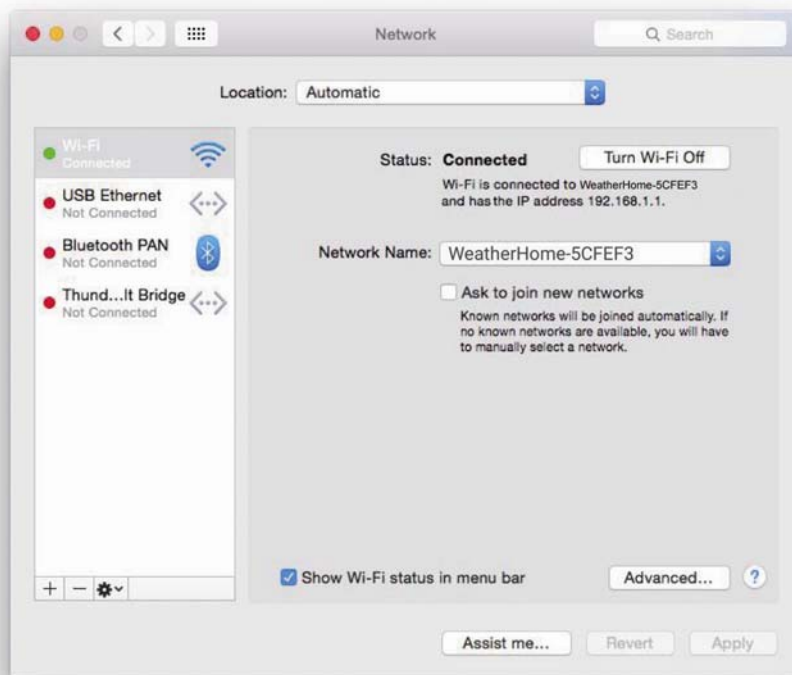 Network
Search
Location: Automatic
Wi-Fi
Connected
USB Ethernet
Not Connected
Bluetooth PAN
Not Connected
Thund...lt Bridge
Not Connected
Status: Connected
Turn Wi-Fi Off
Wi-Fi is connected to WeatherHome-5CFEF3
and has the IP address 192.168.1.1.
Network Name: WeatherHome-5CFEF3
Ask to join new networks
Known networks will be joined automatically. If
no known networks are available, you will have
to manually select a network.
Show Wi-Fi status in menu bar
Advanced...
?
Assist me...
Revert
Apply